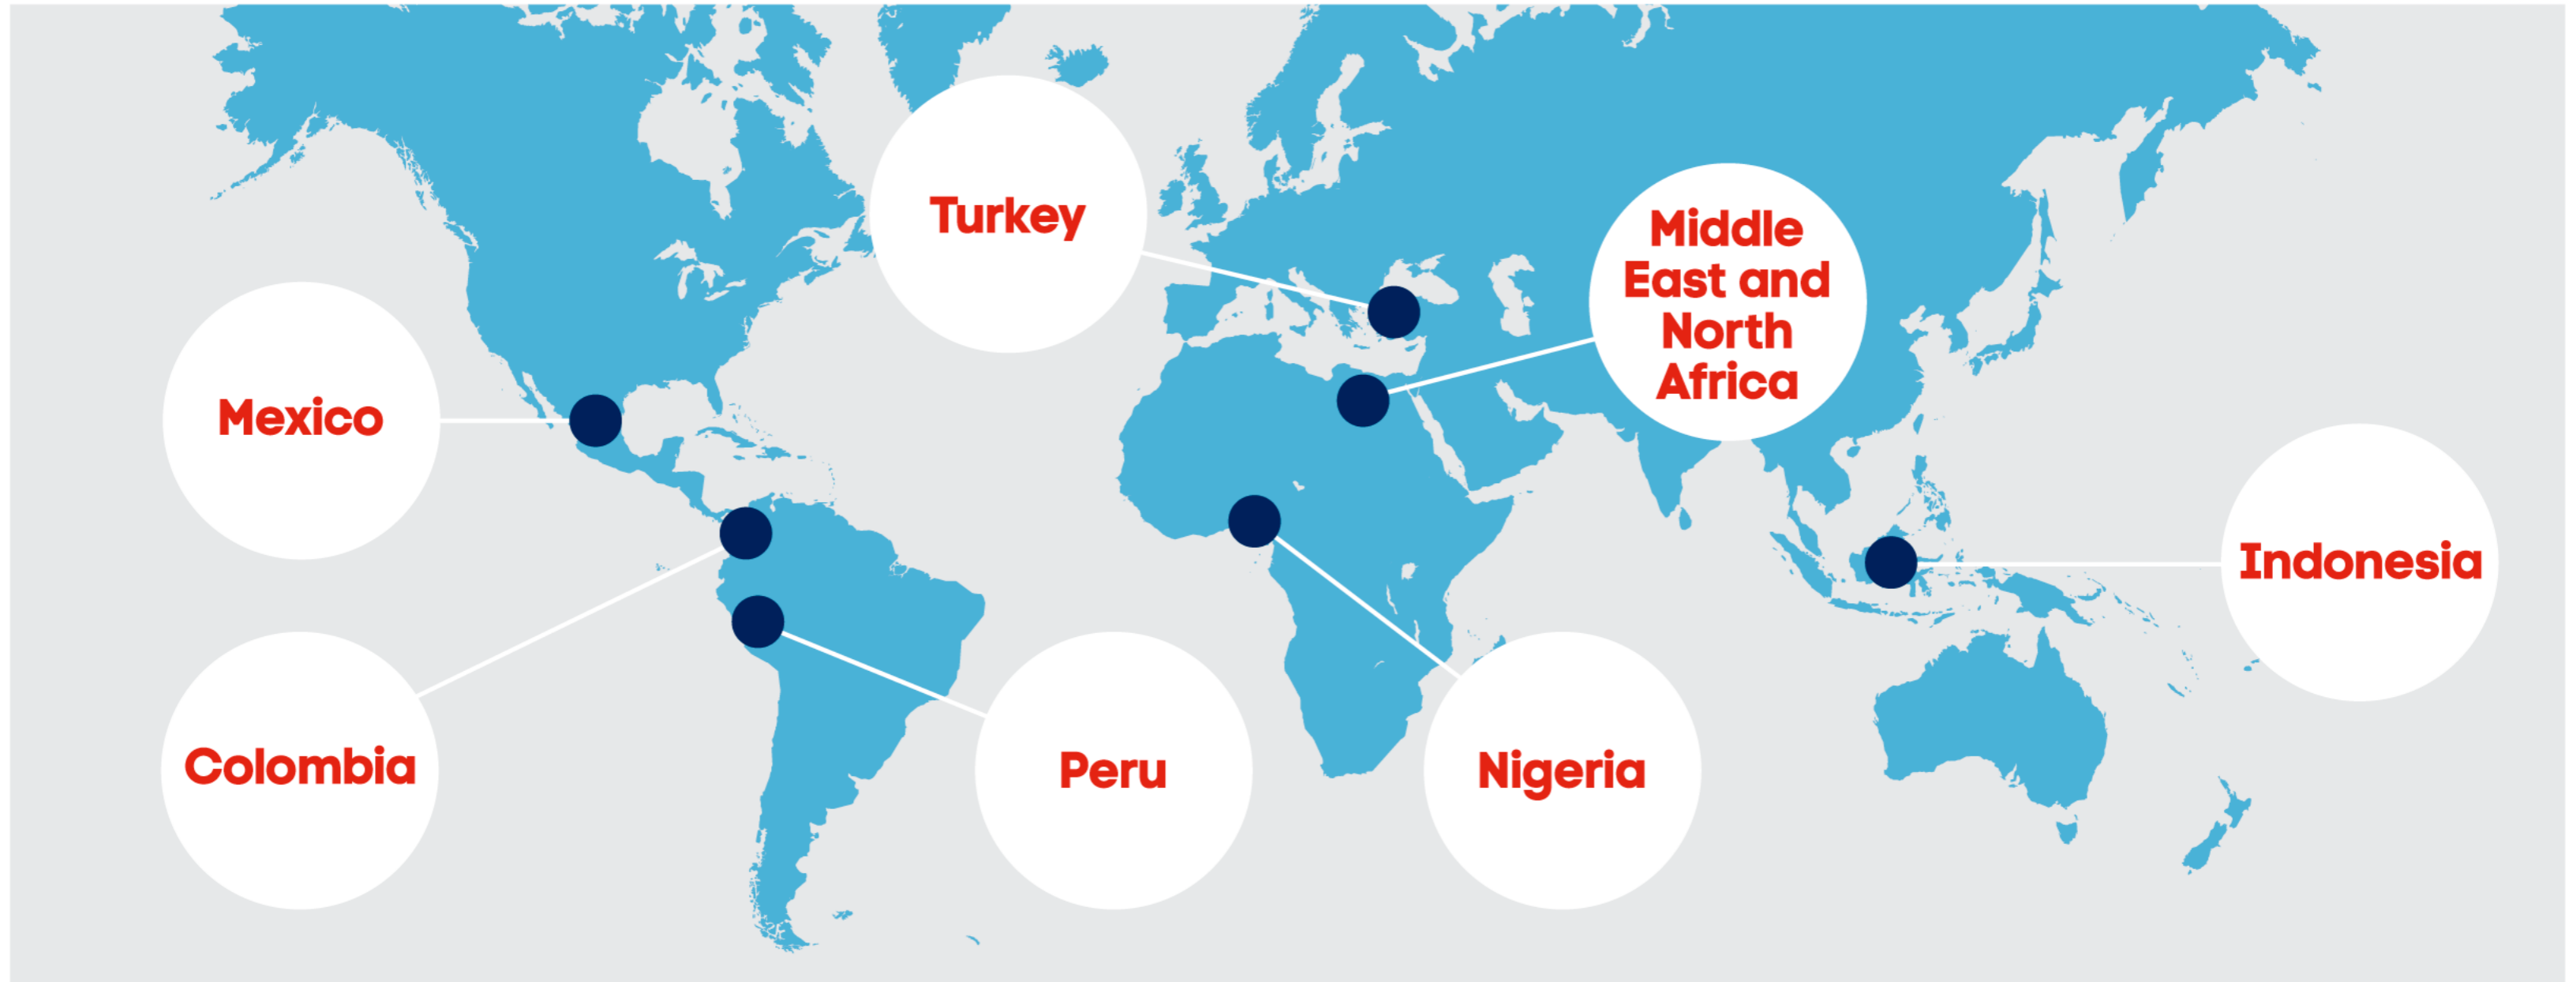 Turkey
Middle
East and
North
Africa
Mexico
Indonesia
Colombia
Peru
Nigeria